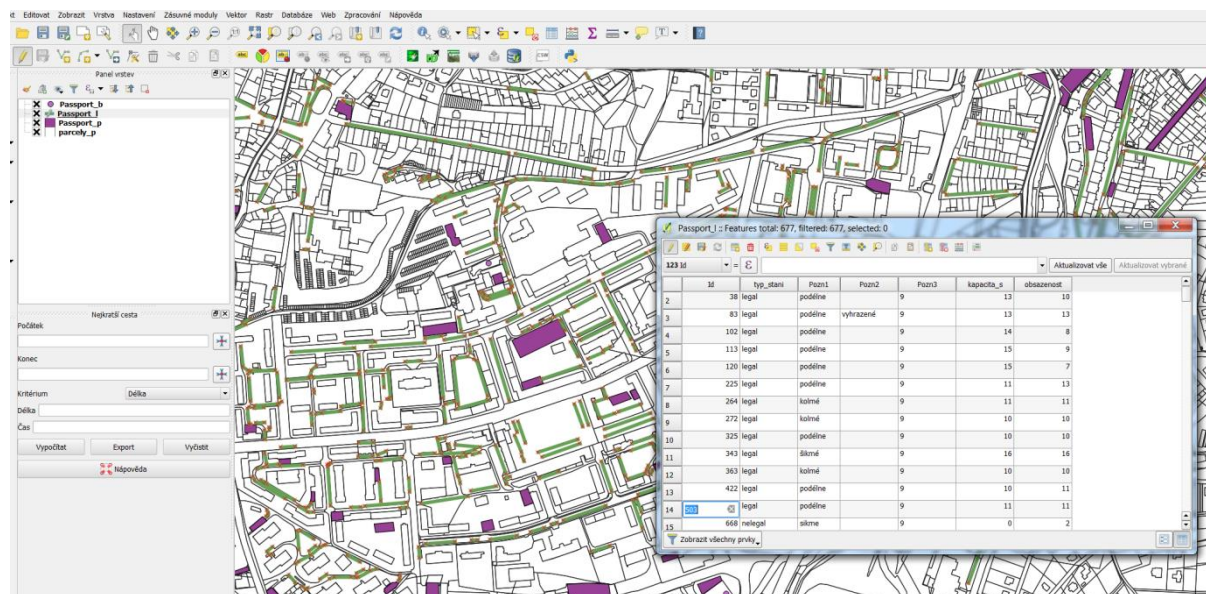 Editovat Zobrazit Vrstva Nastavení Zásuvné moduly Vektor Rastr Databáze Web Zpracování Nápověda
Panel vrstev
Passport_b
Passport_l
Passport_p
parcely_p
Nejkratší cesta
Počátek
Konec
Kritérium Délka
Délka
Čas
Vypočítat Export Vyčistit
Nápověda
Passport_l :: Features total: 677, filtered: 677, selected: 0
123 Id = ε Aktualizovat vše Aktualizovat vybrané
Id typ_stani Pozn1 Pozn2 Pozn3 kapacita_s obsazenost
2 38 legal podélne 9 13 10
3 83 legal podélne vyhrazené 9 13 13
4 102 legal podélne 9 14 8
5 113 legal podélne 9 15 9
6 120 legal podélne 9 15 7
7 225 legal podélne 9 11 13
8 264 legal kolmé 9 11 11
9 272 legal kolmé 9 10 10
10 325 legal podélne 9 10 10
11 343 legal šikmé 9 16 16
12 363 legal kolmé 9 10 10
13 422 legal podélne 9 10 11
14 503 legal podélne 9 11 11
15 668 nelegal sikme 9 0 2
Zobrazit všechny prvky